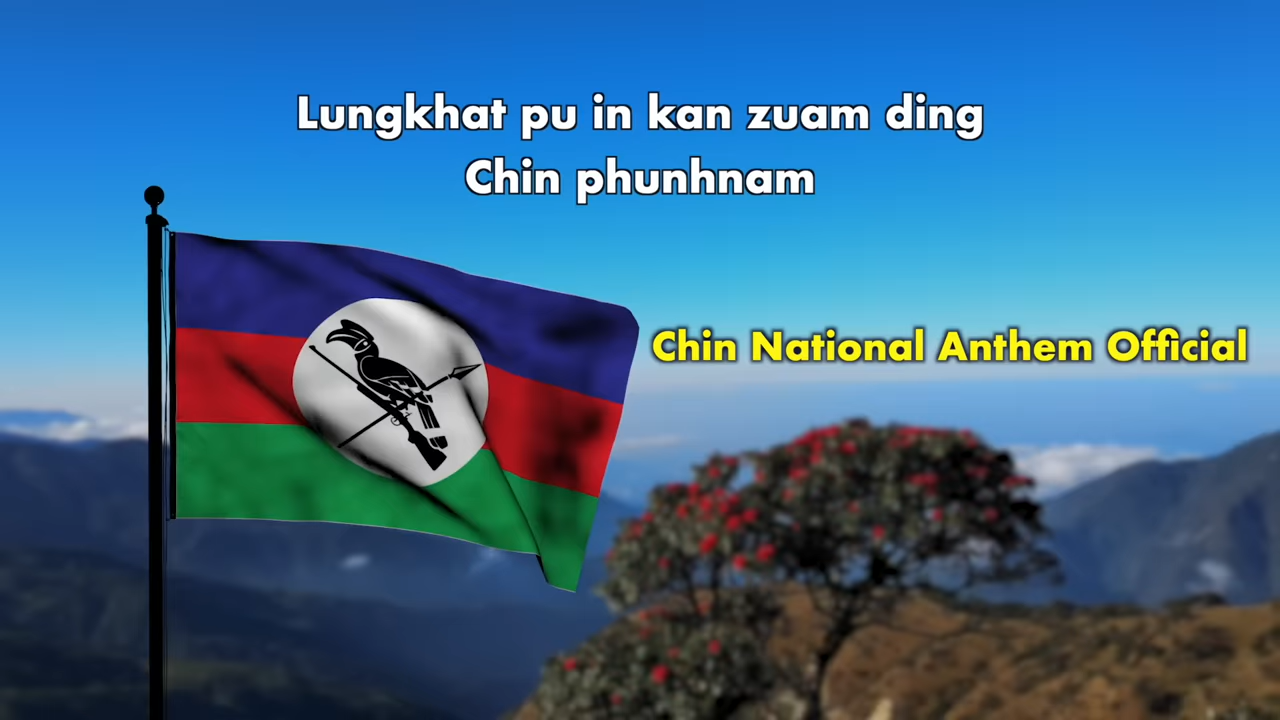 Lungkhat pu in kan zuam ding
Chin phunhnam
Chin National Anthem Official